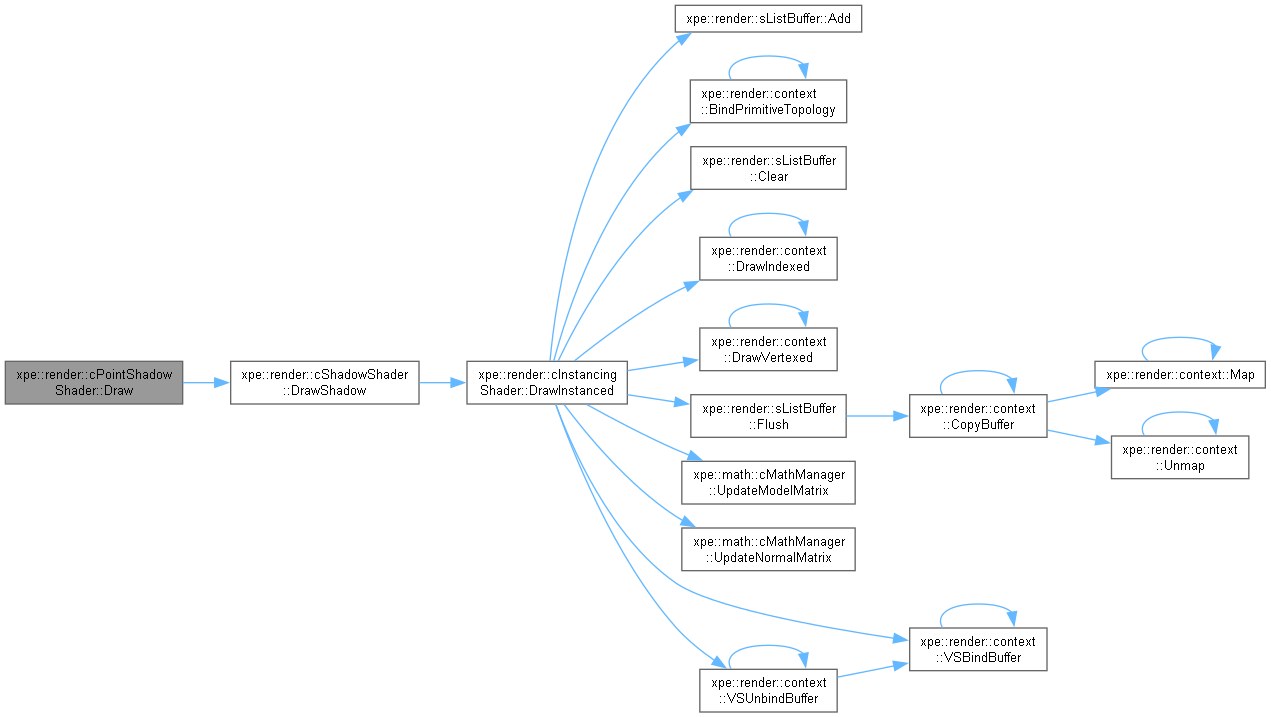 xpe::render::sListBuffer::Add
xpe::render::context
::BindPrimitiveTopology
xpe::render::sListBuffer
::Clear
xpe::render::context
::DrawIndexed
xpe::render::context
::DrawVertexed
xpe::render::cPointShadow
Shader::Draw
xpe::render::cShadowShader
::DrawShadow
xpe::render::cInstancing
Shader::DrawInstanced
xpe::render::sListBuffer
::Flush
xpe::render::context
::CopyBuffer
xpe::render::context::Map
xpe::render::context
::Unmap
xpe::math::cMathManager
::UpdateModelMatrix
xpe::math::cMathManager
::UpdateNormalMatrix
xpe::render::context
::VSBindBuffer
xpe::render::context
::VSUnbindBuffer